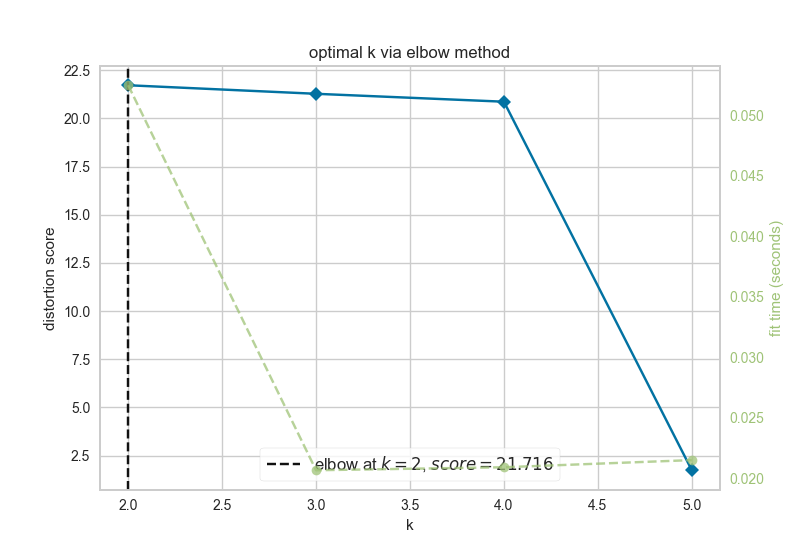 optimal k via elbow method
22.5
20.0
17.5
15.0
12.5
10.0
7.5
5.0
2.5
distortion score
0.050
0.045
0.040
0.035
0.030
0.025
0.020
fit time (seconds)
elbow at k = 2, score = 21.716
2.0 2.5 3.0 3.5 4.0 4.5 5.0
k